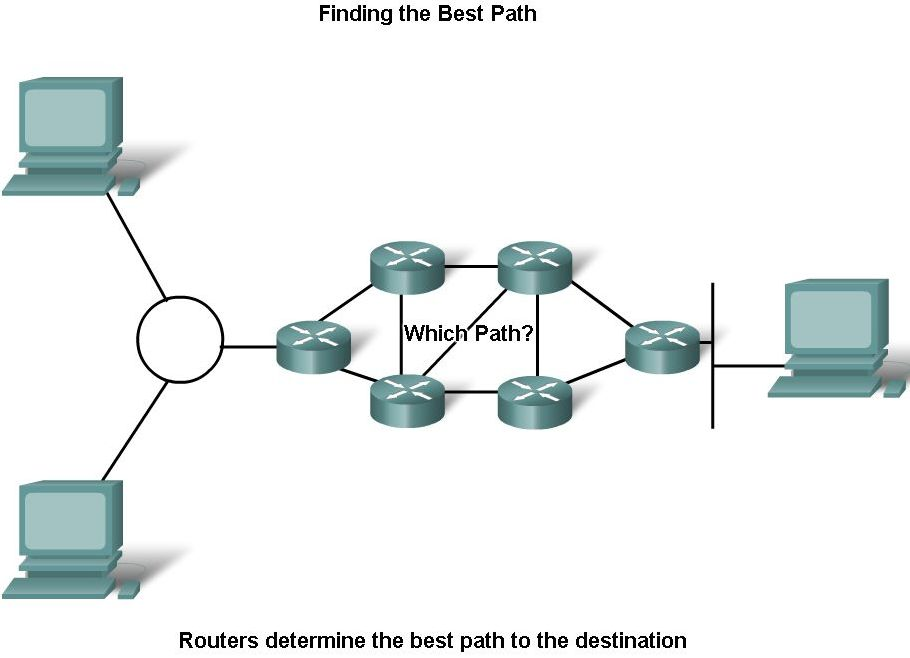 Finding the Best Path
Which Path?
Routers determine the best path to the destination